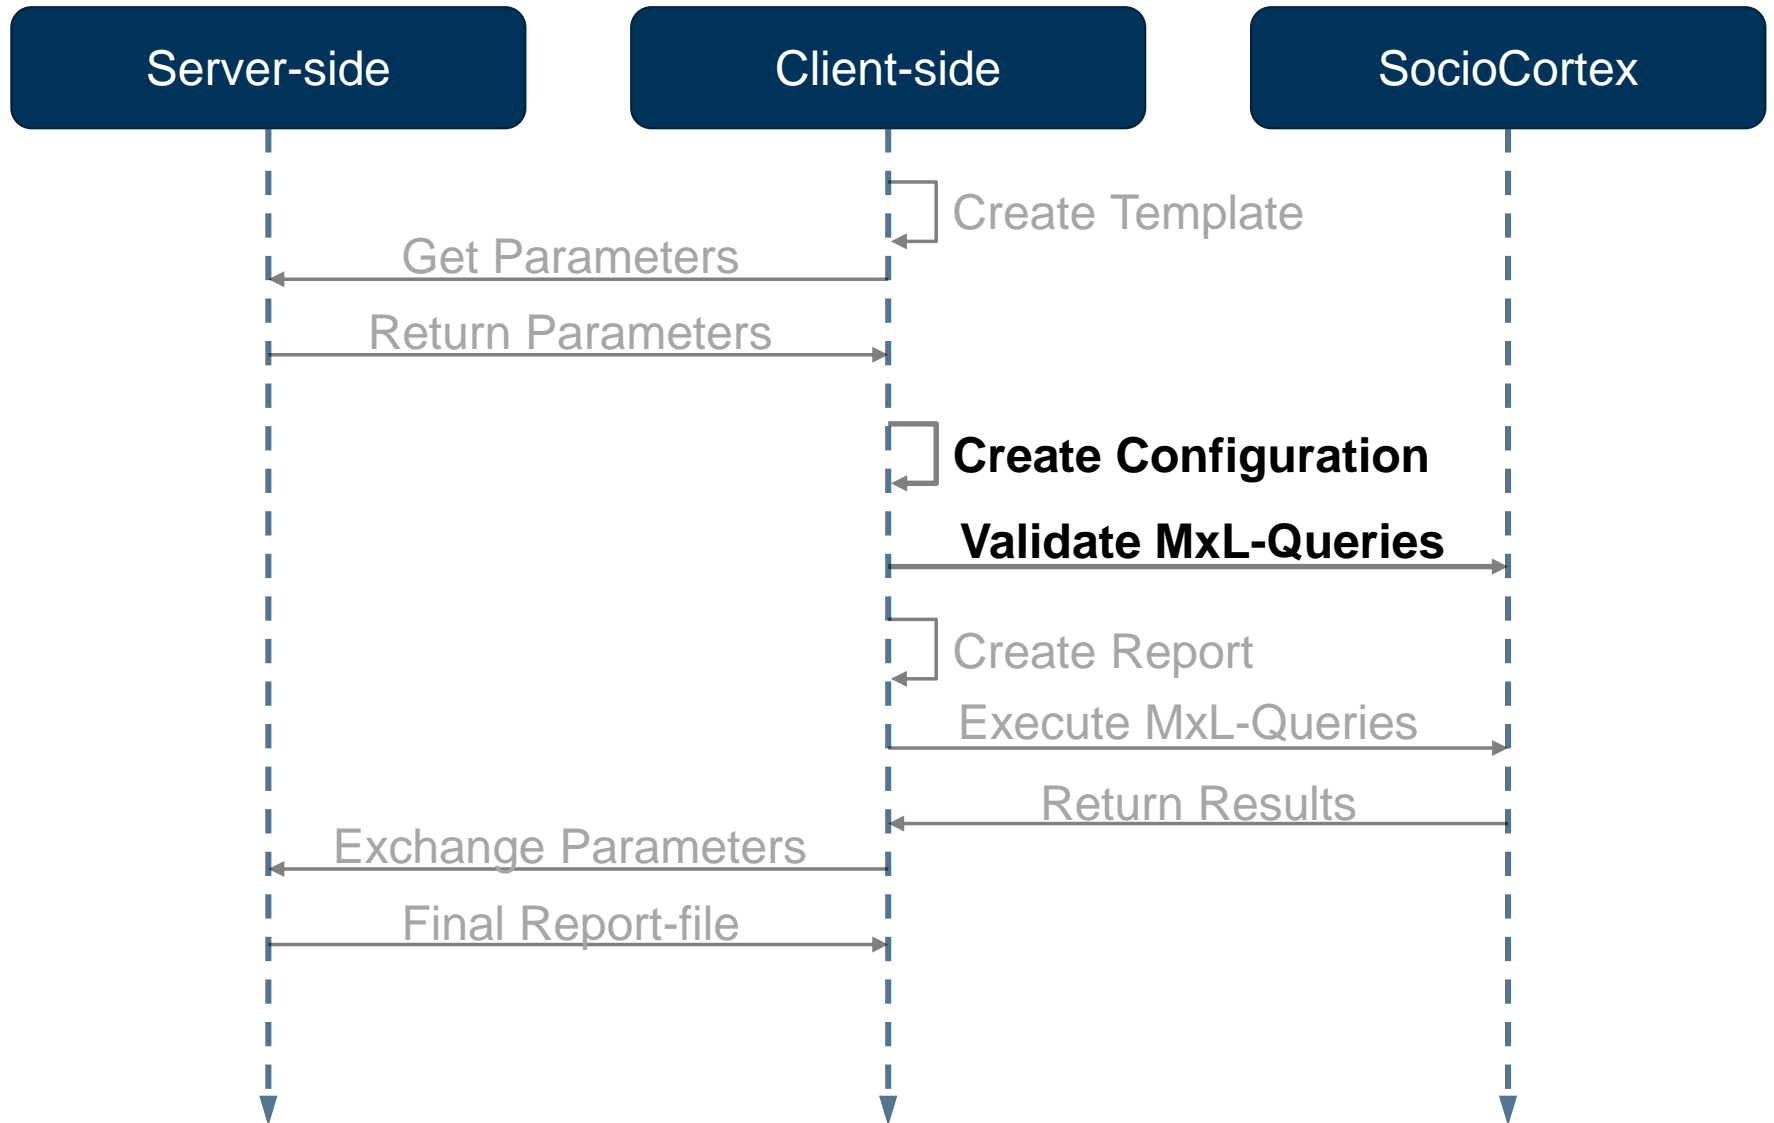 Server-side
Client-side
SocioCortex
Create Template
Get Parameters
Return Parameters
Create Configuration
Validate MxL-Queries
Create Report
Execute MxL-Queries
Return Results
Exchange Parameters
Final Report-file